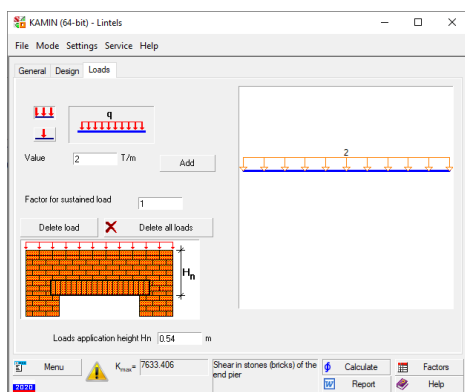 KAMIN (64-bit) - Lintels
File Mode Settings Service Help
General Design Loads
q
Value 2 T/m Add
Factor for sustained load 1
Delete load Delete all loads
Hn
Loads application height Hn 0.54 m
2
Menu Kmax= 7633.406 Shear in stones (bricks) of the end pier Calculate Factors
2020 Report Help